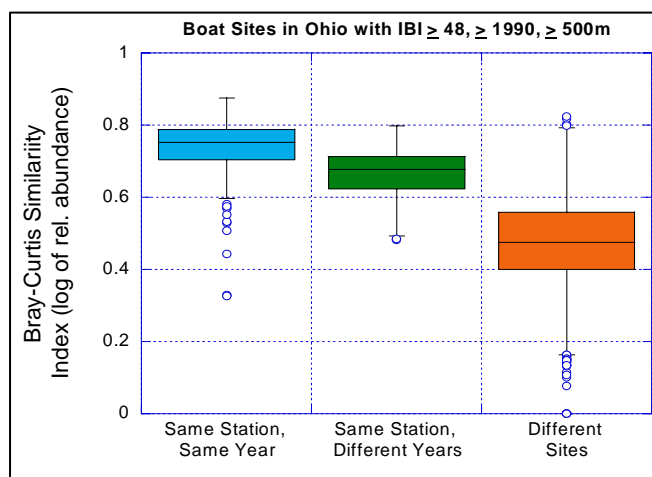 Boat Sites in Ohio with IBI > 48, > 1990, > 500m
Bray-Curtis Similariity
Index (log of rel. abundance)
1
0.8
0.6
0.4
0.2
0
Same Station,
Same Year
Same Station,
Different Years
Different
Sites